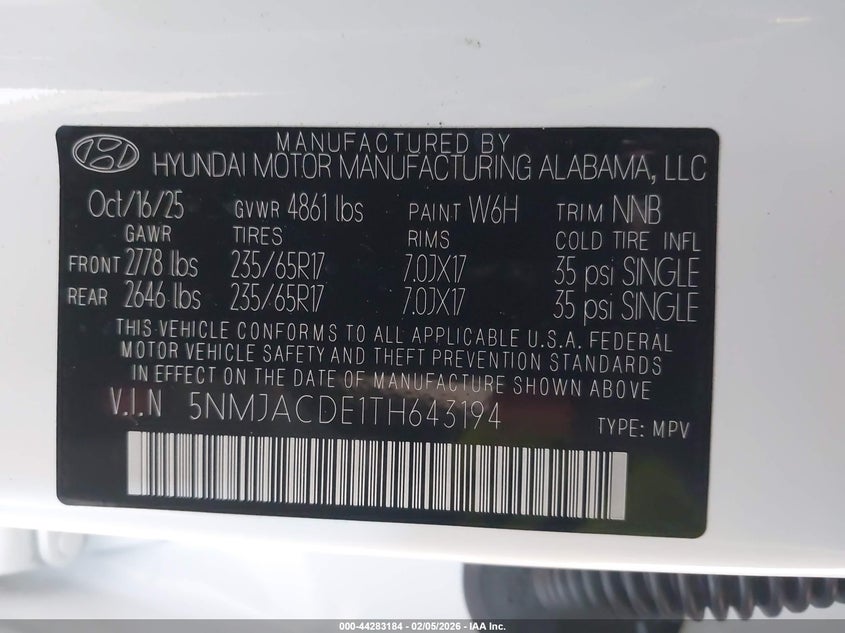 MANUFACTURED BY
HYUNDAI MOTOR MANUFACTURING ALABAMA, LLC
Oct/16/25 GVWR 4861 lbs PAINT W6H TRIM NNB
GAWR TIRES RIMS COLD TIRE INFL
FRONT 2778 lbs 235/65R17 7.0JX17 35 psi SINGLE
REAR 2646 lbs 235/65R17 7.0JX17 35 psi SINGLE
THIS VEHICLE CONFORMS TO ALL APPLICABLE U.S.A. FEDERAL
MOTOR VEHICLE SAFETY AND THEFT PREVENTION STANDARDS
IN EFFECT ON THE DATE OF MANUFACTURE SHOWN ABOVE
V.I.N 5NMJACDE1TH643194
TYPE: MPV
000-44283184 - 02/05/2026 - IAA